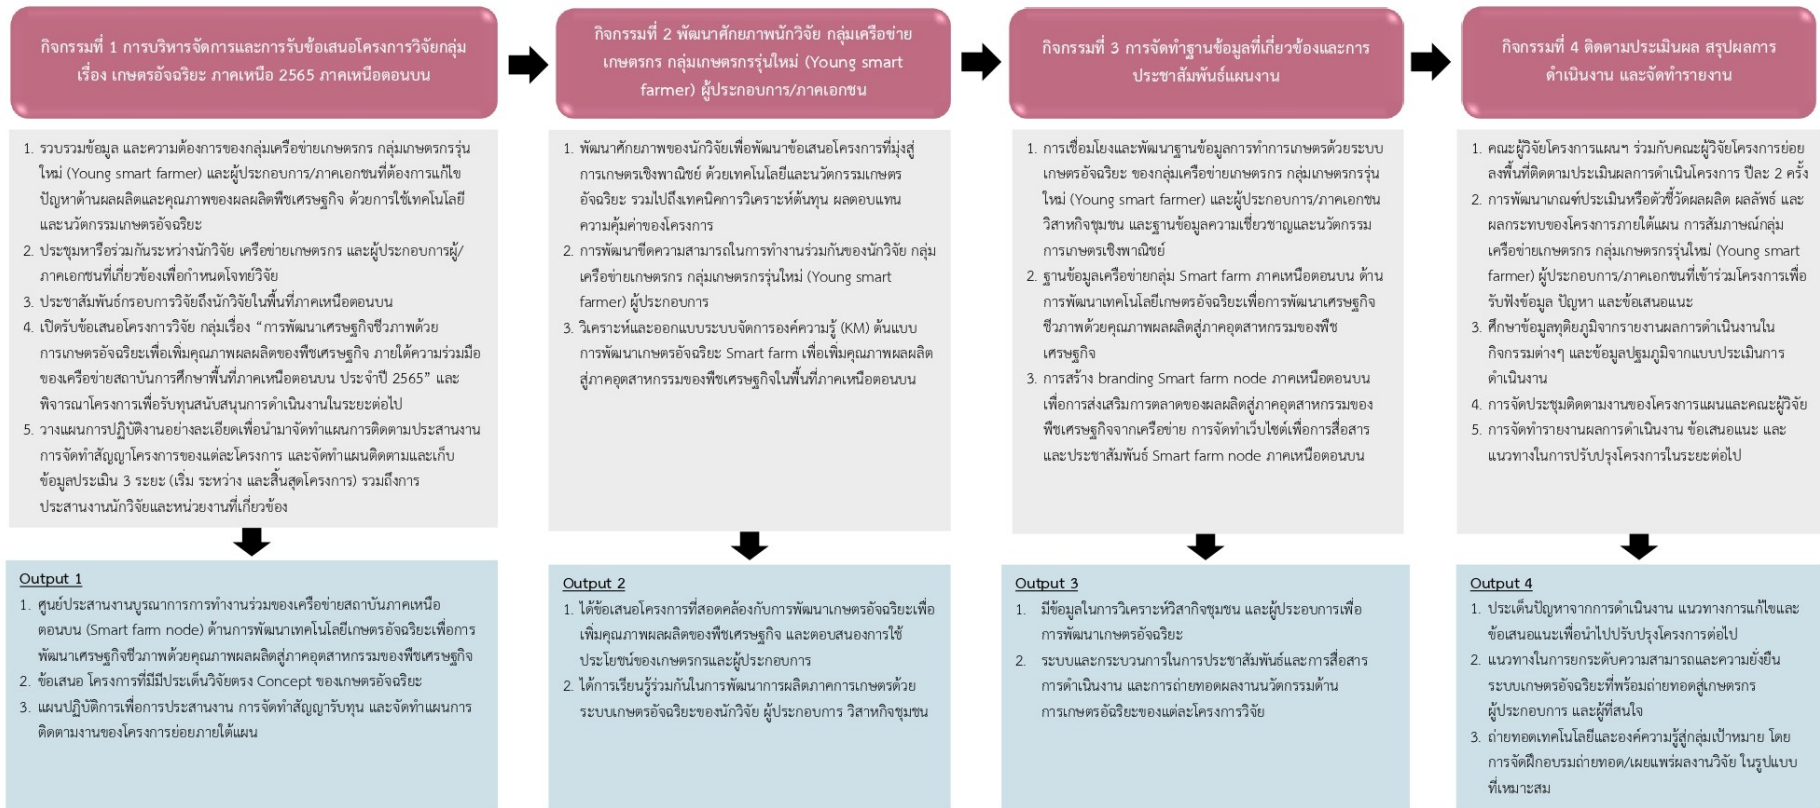 กิจกรรมที่ 1 การบริหารจัดการและการรับข้อเสนอโครงการวิจัยกลุ่ม
เรื่อง เกษตรอัจฉริยะ ภาคเหนือ 2565 ภาคเหนือตอนบน
กิจกรรมที่ 2 พัฒนาศักยภาพนักวิจัย กลุ่มเครือข่าย
เกษตรกร กลุ่มเกษตรกรรุ่นใหม่ (Young smart
farmer) ผู้ประกอบการ/ภาคเอกชน
กิจกรรมที่ 3 การจัดทำฐานข้อมูลที่เกี่ยวข้องและการ
ประชาสัมพันธ์แผนงาน
กิจกรรมที่ 4 ติดตามประเมินผล สรุปผลการ
ดำเนินงาน และจัดทำรายงาน
1. รวบรวมข้อมูล และความต้องการของกลุ่มเครือข่ายเกษตรกร กลุ่มเกษตรกรรุ่น
ใหม่ (Young smart farmer) และผู้ประกอบการ/ภาคเอกชนที่ต้องการแก้ไข
ปัญหาด้านผลผลิตและคุณภาพของผลผลิตพืชเศรษฐกิจ ด้วยการใช้เทคโนโลยี
และนวัตกรรมเกษตรอัจฉริยะ
2. ประชุมหารือร่วมกันระหว่างนักวิจัย เครือข่ายเกษตรกร และผู้ประกอบการผู้/
ภาคเอกชนที่เกี่ยวข้องเพื่อกำหนดโจทย์วิจัย
3. ประชาสัมพันธ์กรอบการวิจัยถึงนักวิจัยในพื้นที่ภาคเหนือตอนบน
4. เปิดรับข้อเสนอโครงการวิจัย กลุ่มเรื่อง “การพัฒนาเศรษฐกิจชีวภาพด้วย
การเกษตรอัจฉริยะเพื่อเพิ่มคุณภาพผลผลิตของพืชเศรษฐกิจ ภายใต้ความร่วมมือ
ของเครือข่ายสถาบันการศึกษาพื้นที่ภาคเหนือตอนบน ประจำปี 2565” และ
พิจารณาโครงการเพื่อรับทุนสนับสนุนการดำเนินงานในระยะต่อไป
5. วางแผนการปฏิบัติงานอย่างละเอียดเพื่อนำมาจัดทำแผนการติดตามประสานงาน
การจัดทำสัญญาโครงการของแต่ละโครงการ และจัดทำแผนติดตามและเก็บ
ข้อมูลประเมิน 3 ระยะ (เริ่ม ระหว่าง และสิ้นสุดโครงการ) รวมถึงการ
ประสานงานนักวิจัยและหน่วยงานที่เกี่ยวข้อง
1. พัฒนาศักยภาพของนักวิจัยเพื่อพัฒนาข้อเสนอโครงการที่มุ่งสู่
การเกษตรเชิงพาณิชย์ ด้วยเทคโนโลยีและนวัตกรรมเกษตร
อัจฉริยะ รวมไปถึงเทคนิคการวิเคราะห์ต้นทุน ผลตอบแทน
ความคุ้มค่าของโครงการ
2. การพัฒนาขีดความสามารถในการทำงานร่วมกันของนักวิจัย กลุ่ม
เครือข่ายเกษตรกร กลุ่มเกษตรกรรุ่นใหม่ (Young smart
farmer) ผู้ประกอบการ
3. วิเคราะห์และออกแบบระบบจัดการองค์ความรู้ (KM) ต้นแบบ
การพัฒนาเกษตรอัจฉริยะ Smart farm เพื่อเพิ่มคุณภาพผลผลิต
สู่ภาคอุตสาหกรรมของพืชเศรษฐกิจในพื้นที่ภาคเหนือตอนบน
1. การเชื่อมโยงและพัฒนาฐานข้อมูลการทำการเกษตรด้วยระบบ
เกษตรอัจฉริยะ ของกลุ่มเครือข่ายเกษตรกร กลุ่มเกษตรกรรุ่น
ใหม่ (Young smart farmer) และผู้ประกอบการ/ภาคเอกชน
วิสาหกิจชุมชน และฐานข้อมูลความเชี่ยวชาญและนวัตกรรม
การเกษตรเชิงพาณิชย์
2. ฐานข้อมูลเครือข่ายกลุ่ม Smart farm ภาคเหนือตอนบน ด้าน
การพัฒนาเทคโนโลยีเกษตรอัจฉริยะเพื่อการพัฒนาเศรษฐกิจ
ชีวภาพด้วยคุณภาพผลผลิตสู่ภาคอุตสาหกรรมของพืช
เศรษฐกิจ
3. การสร้าง branding Smart farm node ภาคเหนือตอนบน
เพื่อการส่งเสริมการตลาดของผลผลิตสู่ภาคอุตสาหกรรมของ
พืชเศรษฐกิจจากเครือข่าย การจัดทำเว็บไซต์เพื่อการสื่อสาร
และประชาสัมพันธ์ Smart farm node ภาคเหนือตอนบน
1. คณะผู้วิจัยโครงการแผนฯ ร่วมกับคณะผู้วิจัยโครงการย่อย
ลงพื้นที่ติดตามประเมินผลการดำเนินโครงการ ปีละ 2 ครั้ง
2. การพัฒนาเกณฑ์ประเมินหรือตัวชี้วัดผลผลิต ผลลัพธ์ และ
ผลกระทบของโครงการภายใต้แผน การสัมภาษณ์กลุ่ม
เครือข่ายเกษตรกร กลุ่มเกษตรกรรุ่นใหม่ (Young smart
farmer) ผู้ประกอบการ/ภาคเอกชนที่เข้าร่วมโครงการเพื่อ
รับฟังข้อมูล ปัญหา และข้อเสนอแนะ
3. ศึกษาข้อมูลทุติยภูมิจากรายงานผลการดำเนินงานใน
กิจกรรมต่างๆ และข้อมูลปฐมภูมิจากแบบประเมินการ
ดำเนินงาน
4. การจัดประชุมติดตามงานของโครงการแผนและคณะผู้วิจัย
5. การจัดทำรายงานผลการดำเนินงาน ข้อเสนอแนะ และ
แนวทางในการปรับปรุงโครงการในระยะต่อไป
Output 1
1. ศูนย์ประสานงานบูรณาการการทำงานร่วมของเครือข่ายสถาบันภาคเหนือ
ตอนบน (Smart farm node) ด้านการพัฒนาเทคโนโลยีเกษตรอัจฉริยะเพื่อการ
พัฒนาเศรษฐกิจชีวภาพด้วยคุณภาพผลผลิตสู่ภาคอุตสาหกรรมของพืชเศรษฐกิจ
2. ข้อเสนอ โครงการที่มีมีประเด็นวิจัยตรง Concept ของเกษตรอัจฉริยะ
3. แผนปฏิบัติการเพื่อการประสานงาน การจัดทำสัญญารับทุน และจัดทำแผนการ
ติดตามงานของโครงการย่อยภายใต้แผน
Output 2
1. ได้ข้อเสนอโครงการที่สอดคล้องกับการพัฒนาเกษตรอัจฉริยะเพื่อ
เพิ่มคุณภาพผลผลิตของพืชเศรษฐกิจ และตอบสนองการใช้
ประโยชน์ของเกษตรกรและผู้ประกอบการ
2. ได้การเรียนรู้ร่วมกันในการพัฒนาการผลิตภาคการเกษตรด้วย
ระบบเกษตรอัจฉริยะของนักวิจัย ผู้ประกอบการ วิสาหกิจชุมชน
Output 3
1. มีข้อมูลในการวิเคราะห์วิสากิจชุมชน และผู้ประอบการเพื่อ
การพัฒนาเกษตรอัจฉริยะ
2. ระบบและกระบวนการในการประชาสัมพันธ์และการสื่อสาร
การดำเนินงาน และการถ่ายทอดผลงานนวัตกรรมด้าน
การเกษตรอัจริยะของแต่ละโครงการวิจัย
Output 4
1. ประเด็นปัญหาจากการดำเนินงาน แนวทางการแก้ไขและ
ข้อเสนอแนะเพื่อนำไปปรับปรุงโครงการต่อไป
2. แนวทางในการยกระดับความสามารถและความยั่งยืน
ระบบเกษตรอัจฉริยะที่พร้อมถ่ายทอดสู่เกษตรกร
ผู้ประกอบการ และผู้ที่สนใจ
3. ถ่ายทอดเทคโนโลยีและองค์ความรู้สู่กลุ่มเป้าหมาย โดย
การจัดฝึกอบรมถ่ายทอด/เผยแพร่ผลงานวิจัย ในรูปแบบ
ที่เหมาะสม